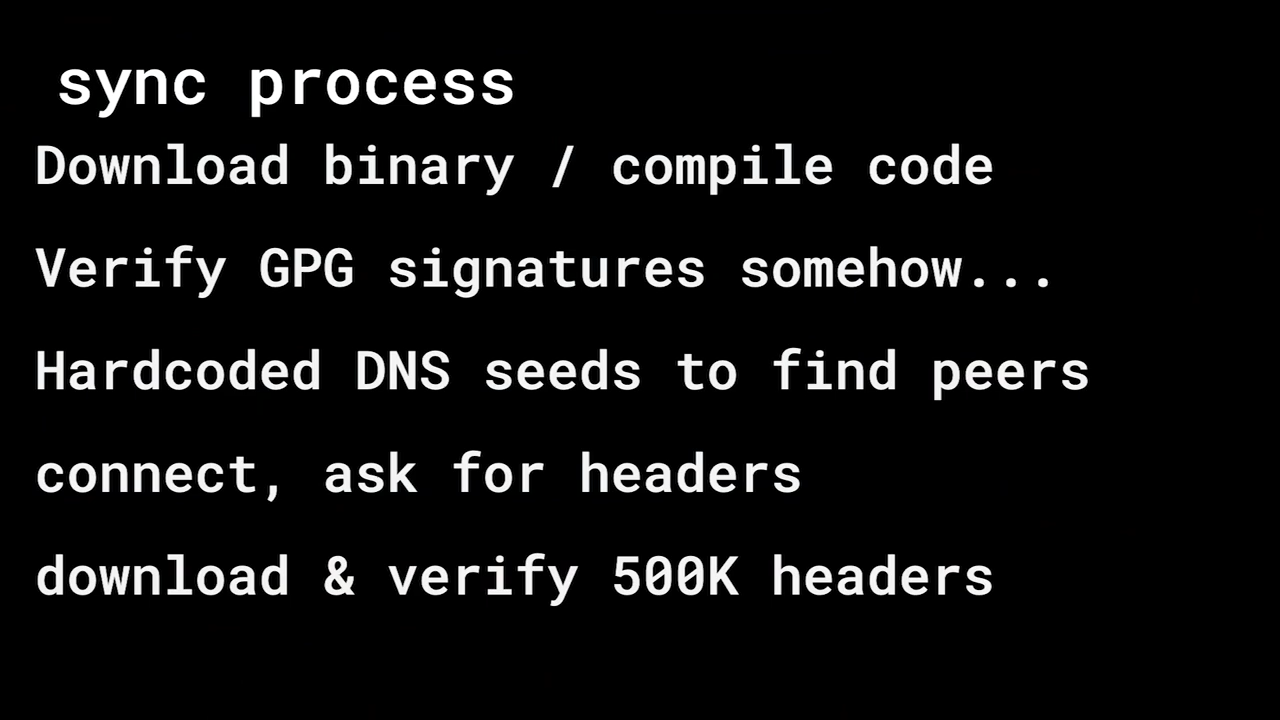 sync process
Download binary / compile code
Verify GPG signatures somehow...
Hardcoded DNS seeds to find peers
connect, ask for headers
download & verify 500K headers